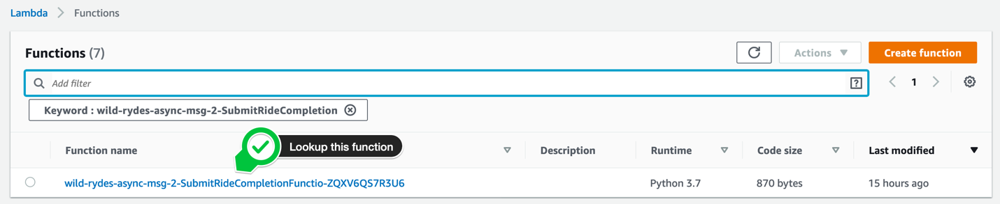 Lambda > Functions
Functions (7)
Actions ▼
Create function
Add filter
?
< 1 >
Keyword : wild-rydes-async-msg-2-SubmitRideCompletion
Lookup this function
Function name ▽ Description Runtime ▽ Code size ▽ Last modified ▼
wild-rydes-async-msg-2-SubmitRideCompletionFunctio-ZQXV6QS7R3U6 Python 3.7 870 bytes 15 hours ago